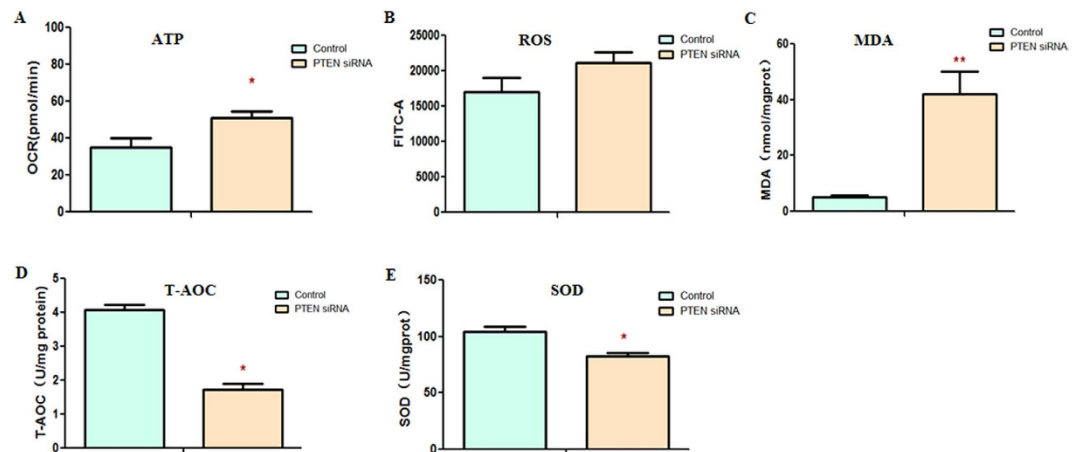 A
ATP
Control
PTEN siRNA
OCR(pmol/min)
100
80
60
40
20
0
*
B
ROS
Control
PTEN siRNA
FITC-A
25000
20000
15000
10000
5000
0
C
MDA
Control
PTEN siRNA
MDA（nmol/mgprot）
60
40
20
0
**
D
T-AOC
Control
PTEN siRNA
T-AOC（U/mg protein）
5
4
3
2
1
0
*
E
SOD
Control
PTEN siRNA
SOD（U/mgprot）
150
100
50
0
*